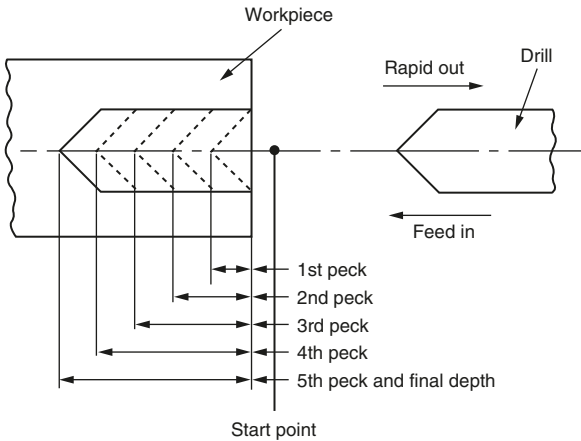 Workpiece
Rapid out
Drill
Feed in
1st peck
2nd peck
3rd peck
4th peck
5th peck and final depth
Start point